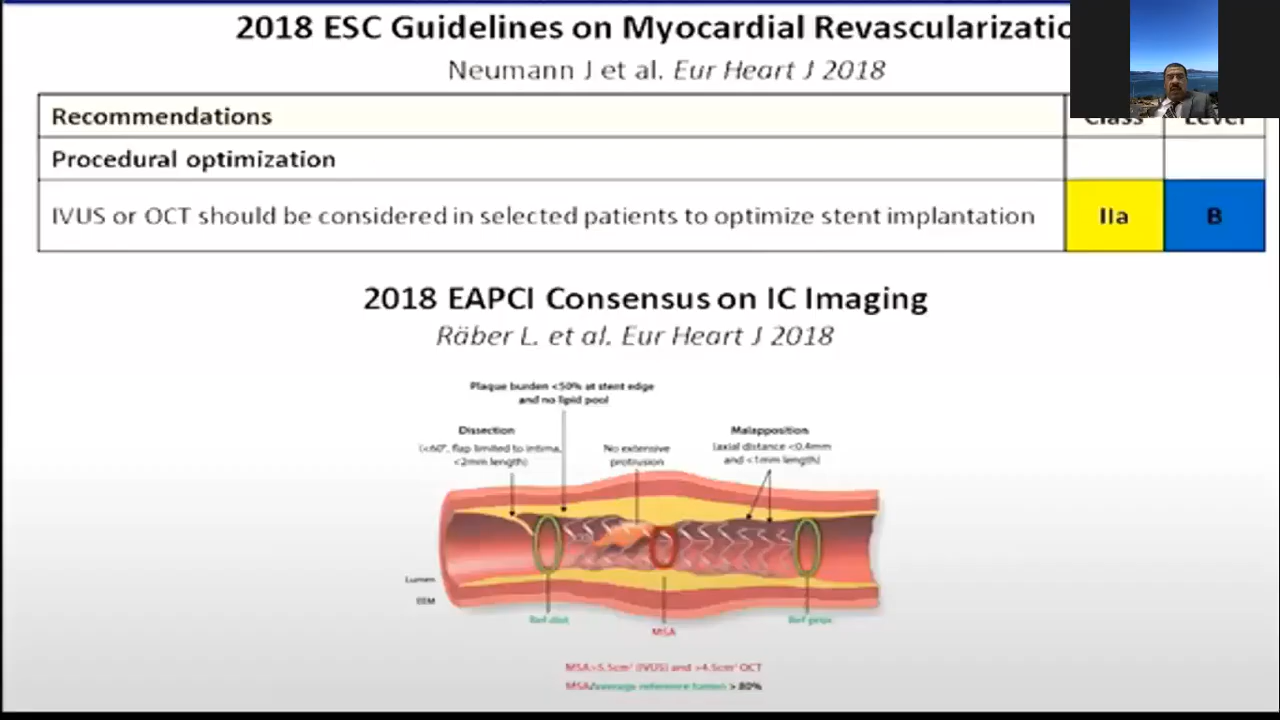 2018 ESC Guidelines on Myocardial Revascularizatio
Neumann J et al. Eur Heart J 2018
Recommendations Class Level
Procedural optimization
IVUS or OCT should be considered in selected patients to optimize stent implantation IIa B
2018 EAPCI Consensus on IC Imaging
Räber L. et al. Eur Heart J 2018
Plaque burden <50% at stent edge
and no lipid pool
Dissection
(<60°, flap limited to intima,
<2mm length)
No extensive
protrusion
Malapposition
(axial distance <0.4mm
and <1mm length)
Lumen
EEM
Ref dist
MSA
Ref prox
MSA>5.5cm² (IVUS) and >4.5cm² OCT
MSA/average reference lumen > 80%